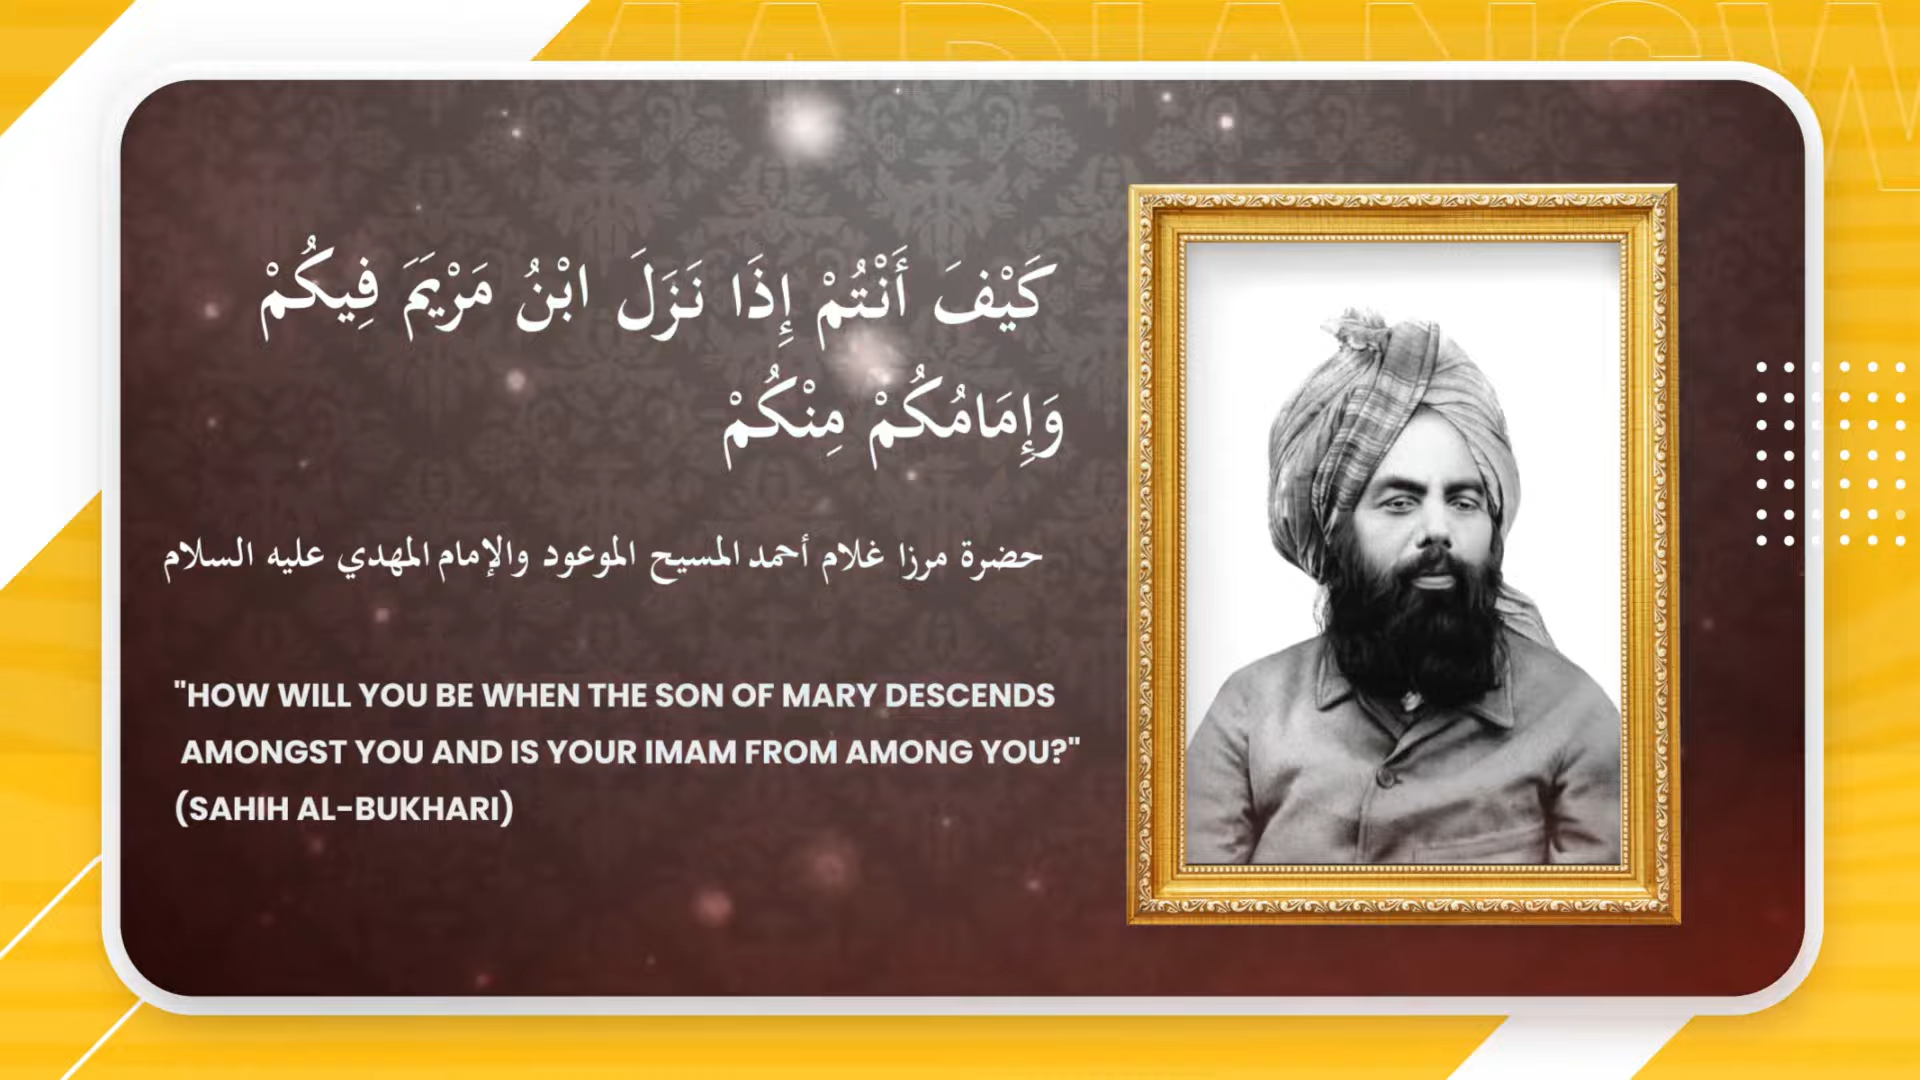 كَيْفَ أَنْتُمْ إِذَا نَزَلَ ابْنُ مَرْيَمَ فِيكُمْ
وَإِمَامُكُمْ مِنْكُمْ
حضرة مرزا غلام أحمد المسيح الموعود والإمام المهدي عليه السلام
"HOW WILL YOU BE WHEN THE SON OF MARY DESCENDS
AMONGST YOU AND IS YOUR IMAM FROM AMONG YOU?"
(SAHIH AL-BUKHARI)